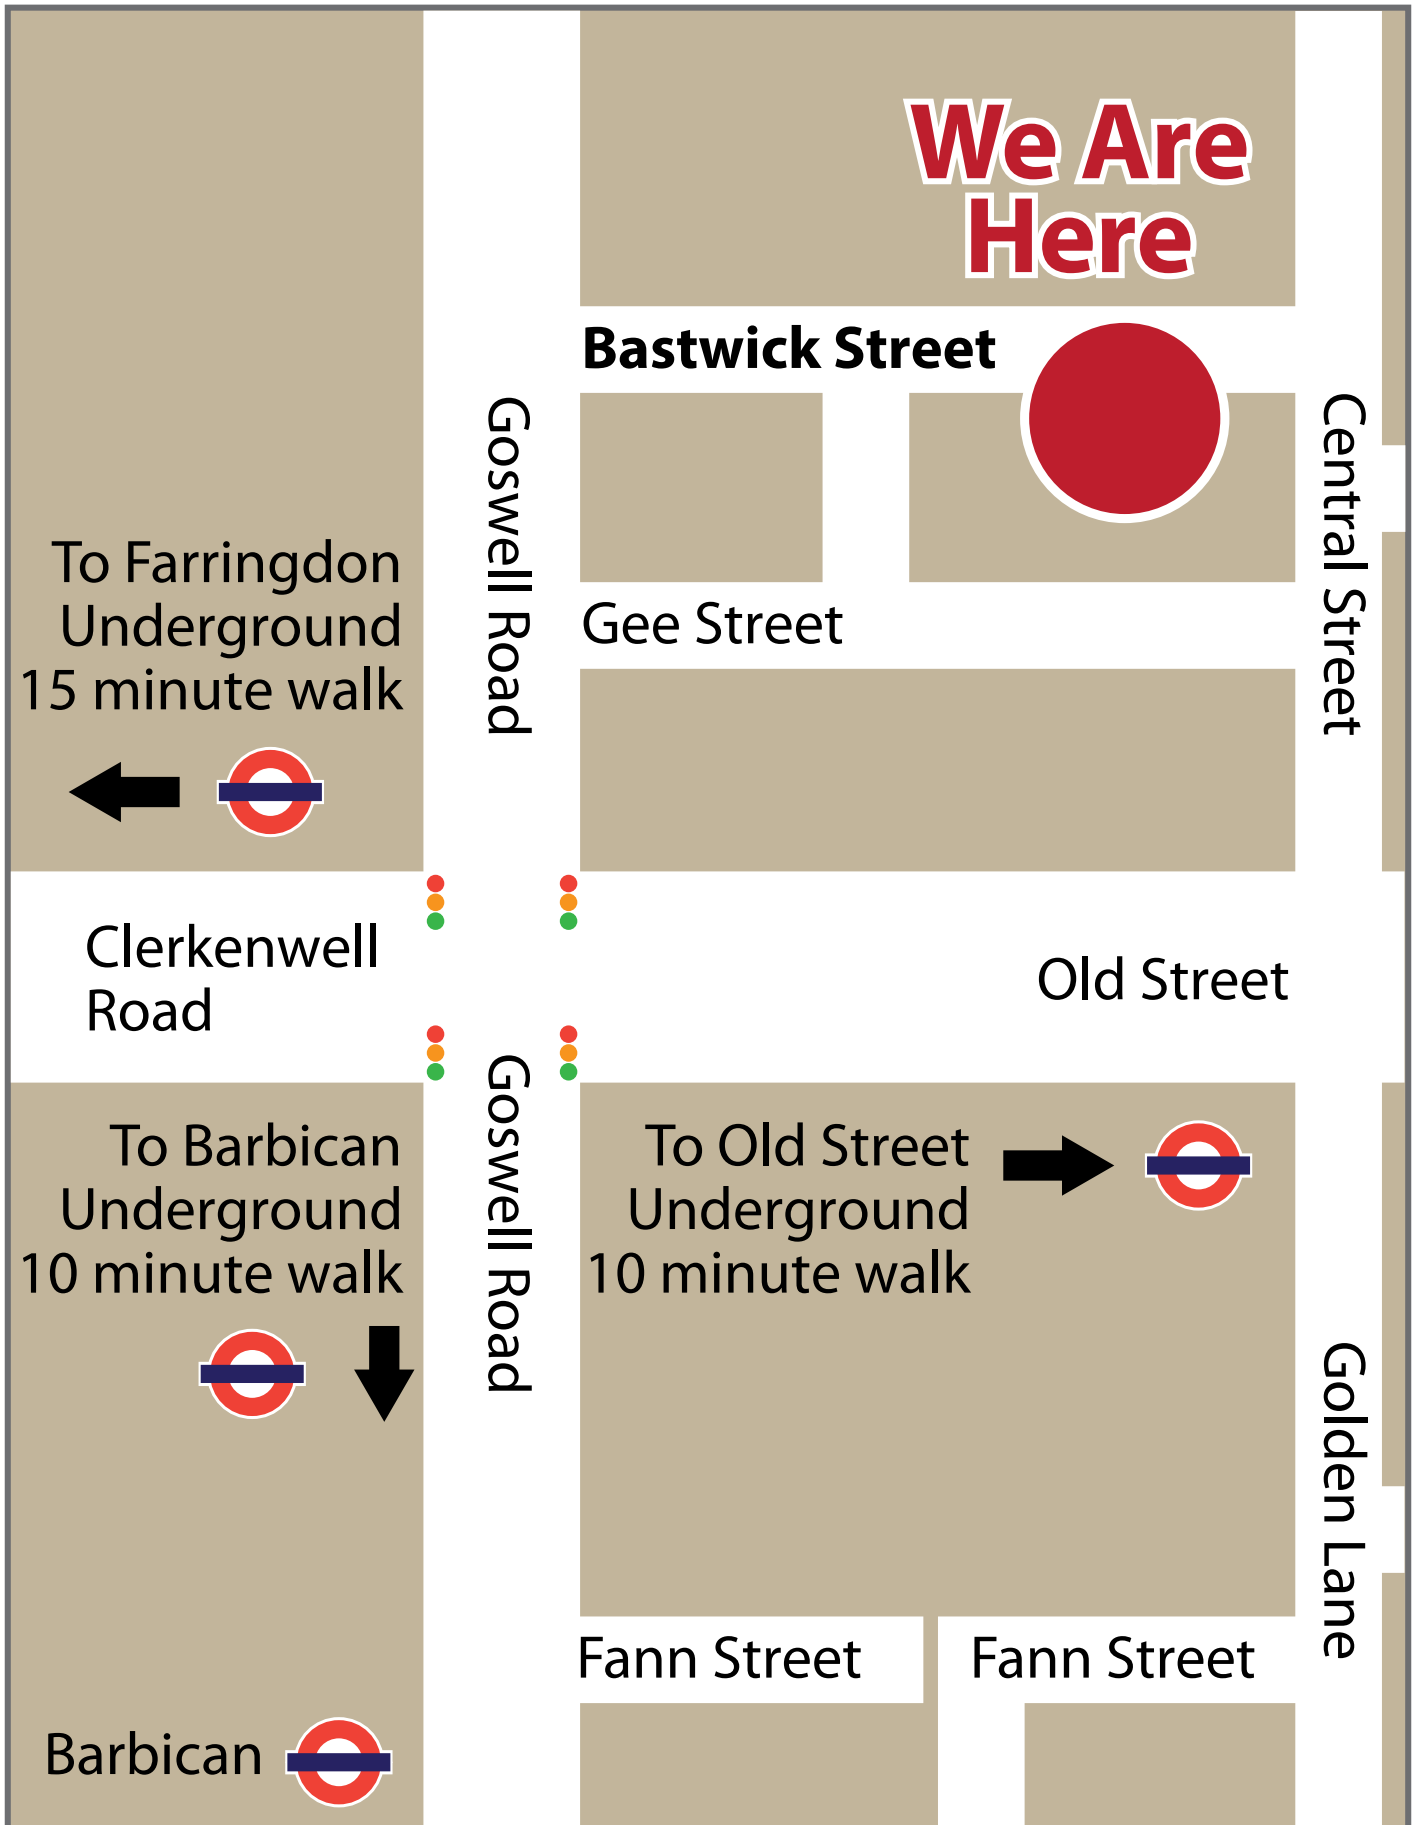 We Are
Here
Bastwick Street
Goswell Road
Central Street
To Farringdon
Underground
15 minute walk
Gee Street
Clerkenwell
Road
Old Street
Goswell Road
To Barbican
Underground
10 minute walk
To Old Street
Underground
10 minute walk
Golden Lane
Fann Street
Fann Street
Barbican